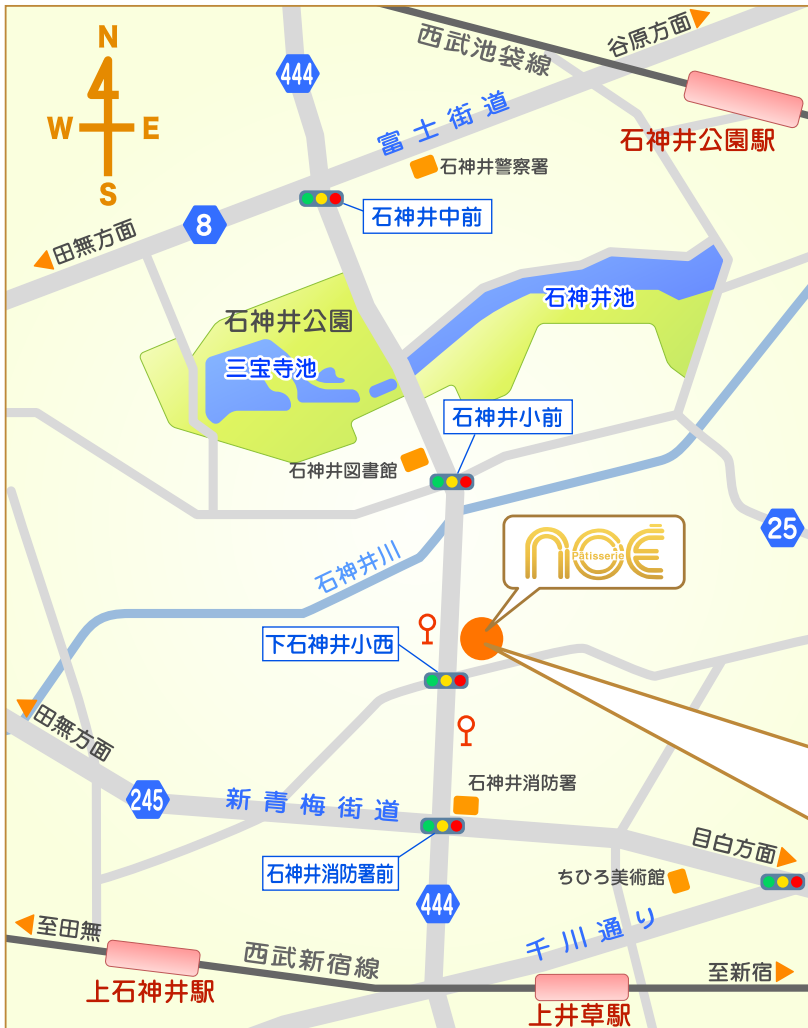 N
W E
S
444
西武池袋線
谷原方面
石神井公園駅
富士街道
石神井警察署
石神井中前
8
田無方面
石神井公園
三宝寺池
石神井池
石神井小前
石神井図書館
25
NOÉ
Pâtisserie
石神井川
下石神井小西
田無方面
245
新青梅街道
石神井消防署
石神井消防署前
目白方面
ちひろ美術館
444
千川通り
至田無
西武新宿線
上石神井駅
至新宿
上井草駅